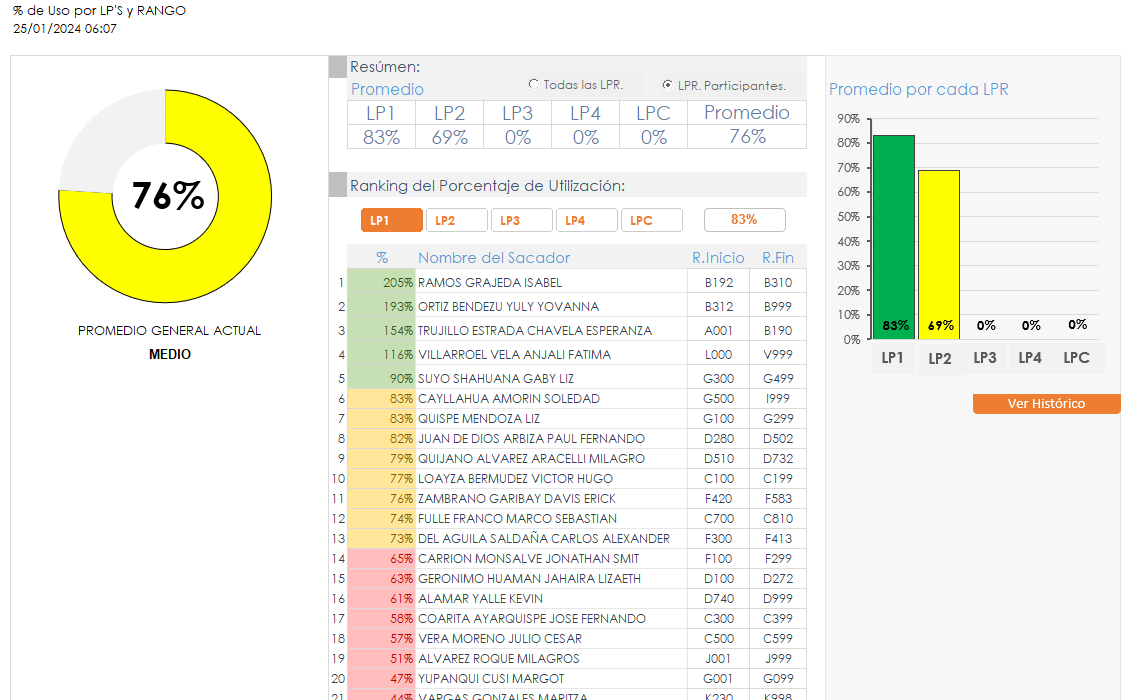 % de Uso por LP'S y RANGO
25/01/2024 06:07
76%
PROMEDIO GENERAL ACTUAL
MEDIO
Resúmen:
Promedio
Todas las LPR. LPR. Participantes.
LP1 LP2 LP3 LP4 LPC Promedio
83% 69% 0% 0% 0% 76%
Ranking del Porcentaje de Utilización:
LP1 LP2 LP3 LP4 LPC 83%
% Nombre del Sacador R.Inicio R.Fin
1 205% RAMOS GRAJEDA ISABEL B192 B310
2 193% ORTIZ BENDEZU YULY YOVANNA B312 B999
3 154% TRUJILLO ESTRADA CHAVELA ESPERANZA A001 B190
4 116% VILLARROEL VELA ANJALI FATIMA L000 V999
5 90% SUYO SHAHUANA GABY LIZ G300 G499
6 83% CAYLLAHUA AMORIN SOLEDAD G500 I999
7 83% QUISPE MENDOZA LIZ G100 G299
8 82% JUAN DE DIOS ARBIZA PAUL FERNANDO D280 D502
9 79% QUIJANO ALVAREZ ARACELLI MILAGRO D510 D732
10 77% LOAYZA BERMUDEZ VICTOR HUGO C100 C199
11 76% ZAMBRANO GARIBAY DAVIS ERICK F420 F583
12 74% FULLE FRANCO MARCO SEBASTIAN C700 C810
13 73% DEL AGUILA SALDAÑA CARLOS ALEXANDER F300 F413
14 65% CARRION MONSALVE JONATHAN SMIT F100 F299
15 63% GERONIMO HUAMAN JAHAIRA LIZAETH D100 D272
16 61% ALAMAR YALLE KEVIN D740 D999
17 58% COARITA AYARQUISPE JOSE FERNANDO C300 C399
18 57% VERA MORENO JULIO CESAR C500 C599
19 51% ALVAREZ ROQUE MILAGROS J001 J999
20 47% YUPANQUI CUSI MARGOT G001 G099
21 44% VARGAS GONZALES MARITZA K230 K998
Promedio por cada LPR
90%
80%
70%
60%
50%
40%
30%
20%
10%
0%
83% 69% 0% 0% 0%
LP1 LP2 LP3 LP4 LPC
Ver Histórico